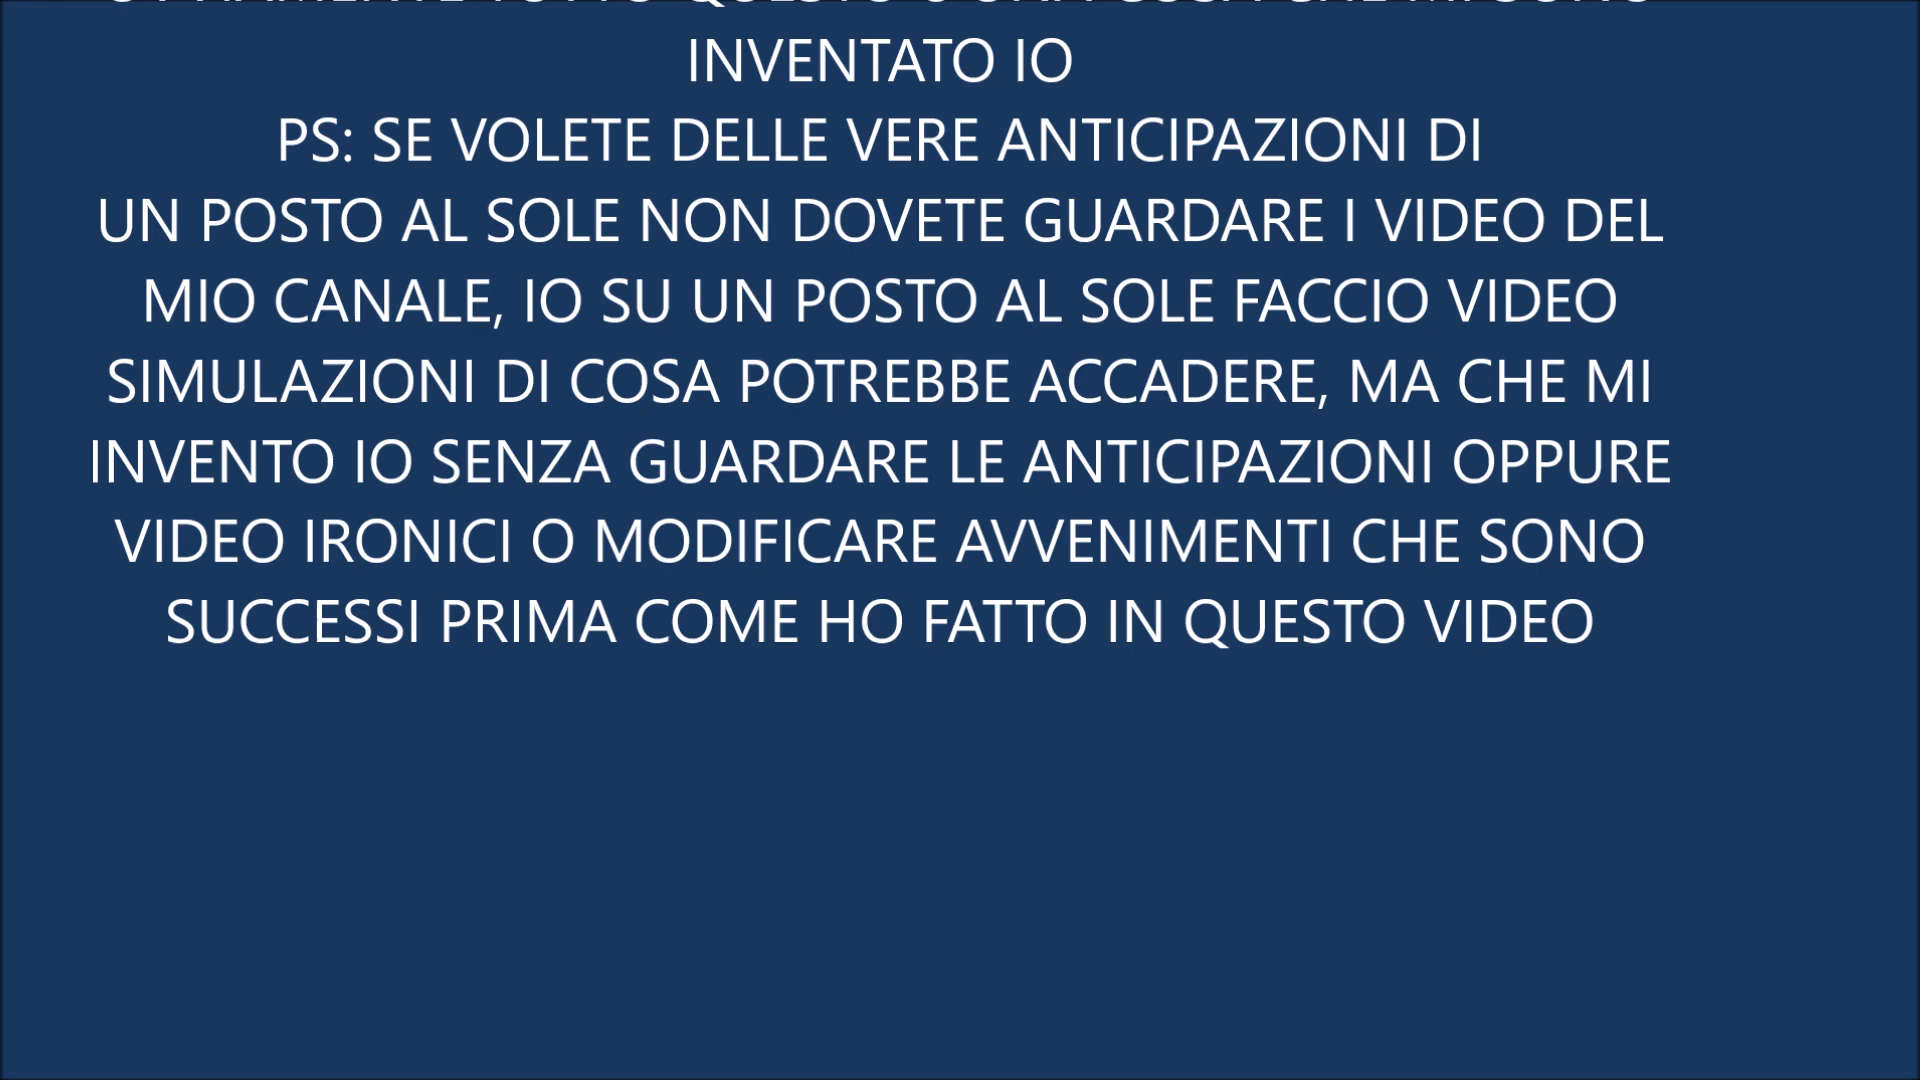 INVENTATO IO
PS: SE VOLETE DELLE VERE ANTICIPAZIONI DI
UN POSTO AL SOLE NON DOVETE GUARDARE I VIDEO DEL
MIO CANALE, IO SU UN POSTO AL SOLE FACCIO VIDEO
SIMULAZIONI DI COSA POTREBBE ACCADERE, MA CHE MI
INVENTO IO SENZA GUARDARE LE ANTICIPAZIONI OPPURE
VIDEO IRONICI O MODIFICARE AVVENIMENTI CHE SONO
SUCCESSI PRIMA COME HO FATTO IN QUESTO VIDEO